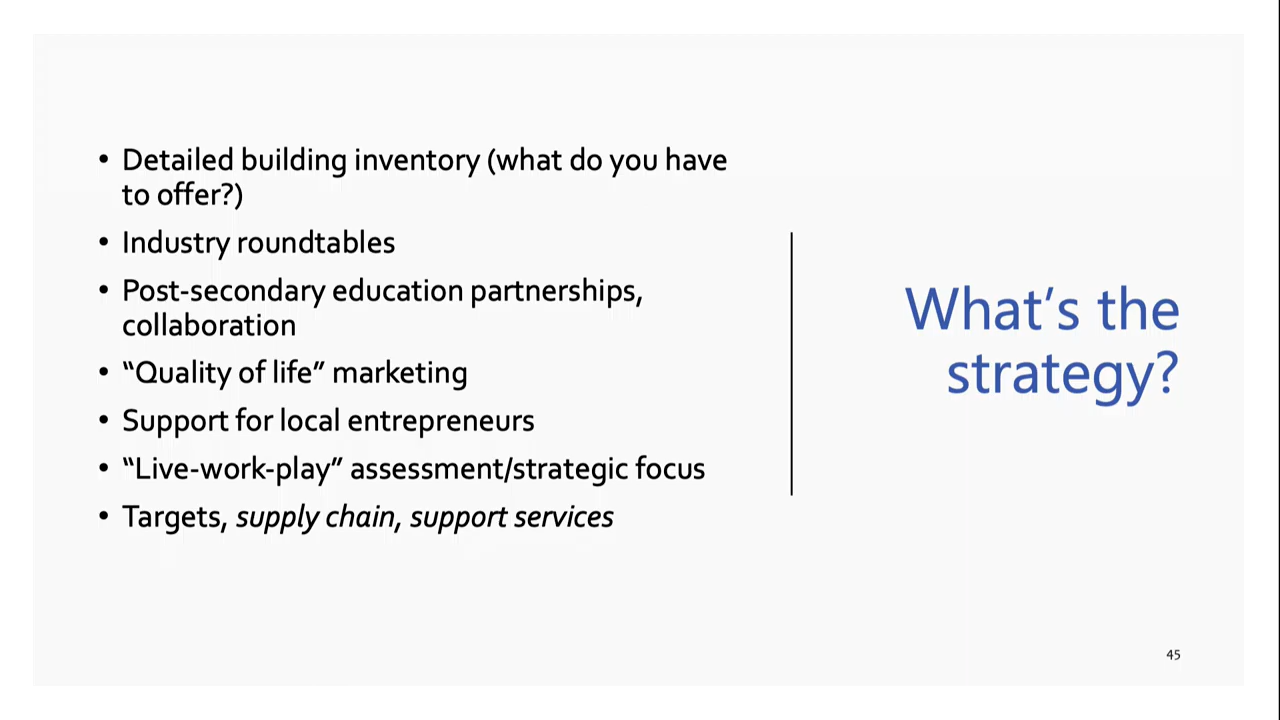 • Detailed building inventory (what do you have
to offer?)
• Industry roundtables
• Post-secondary education partnerships,
collaboration
• “Quality of life” marketing
• Support for local entrepreneurs
• “Live-work-play” assessment/strategic focus
• Targets, supply chain, support services
What’s the
strategy?
45